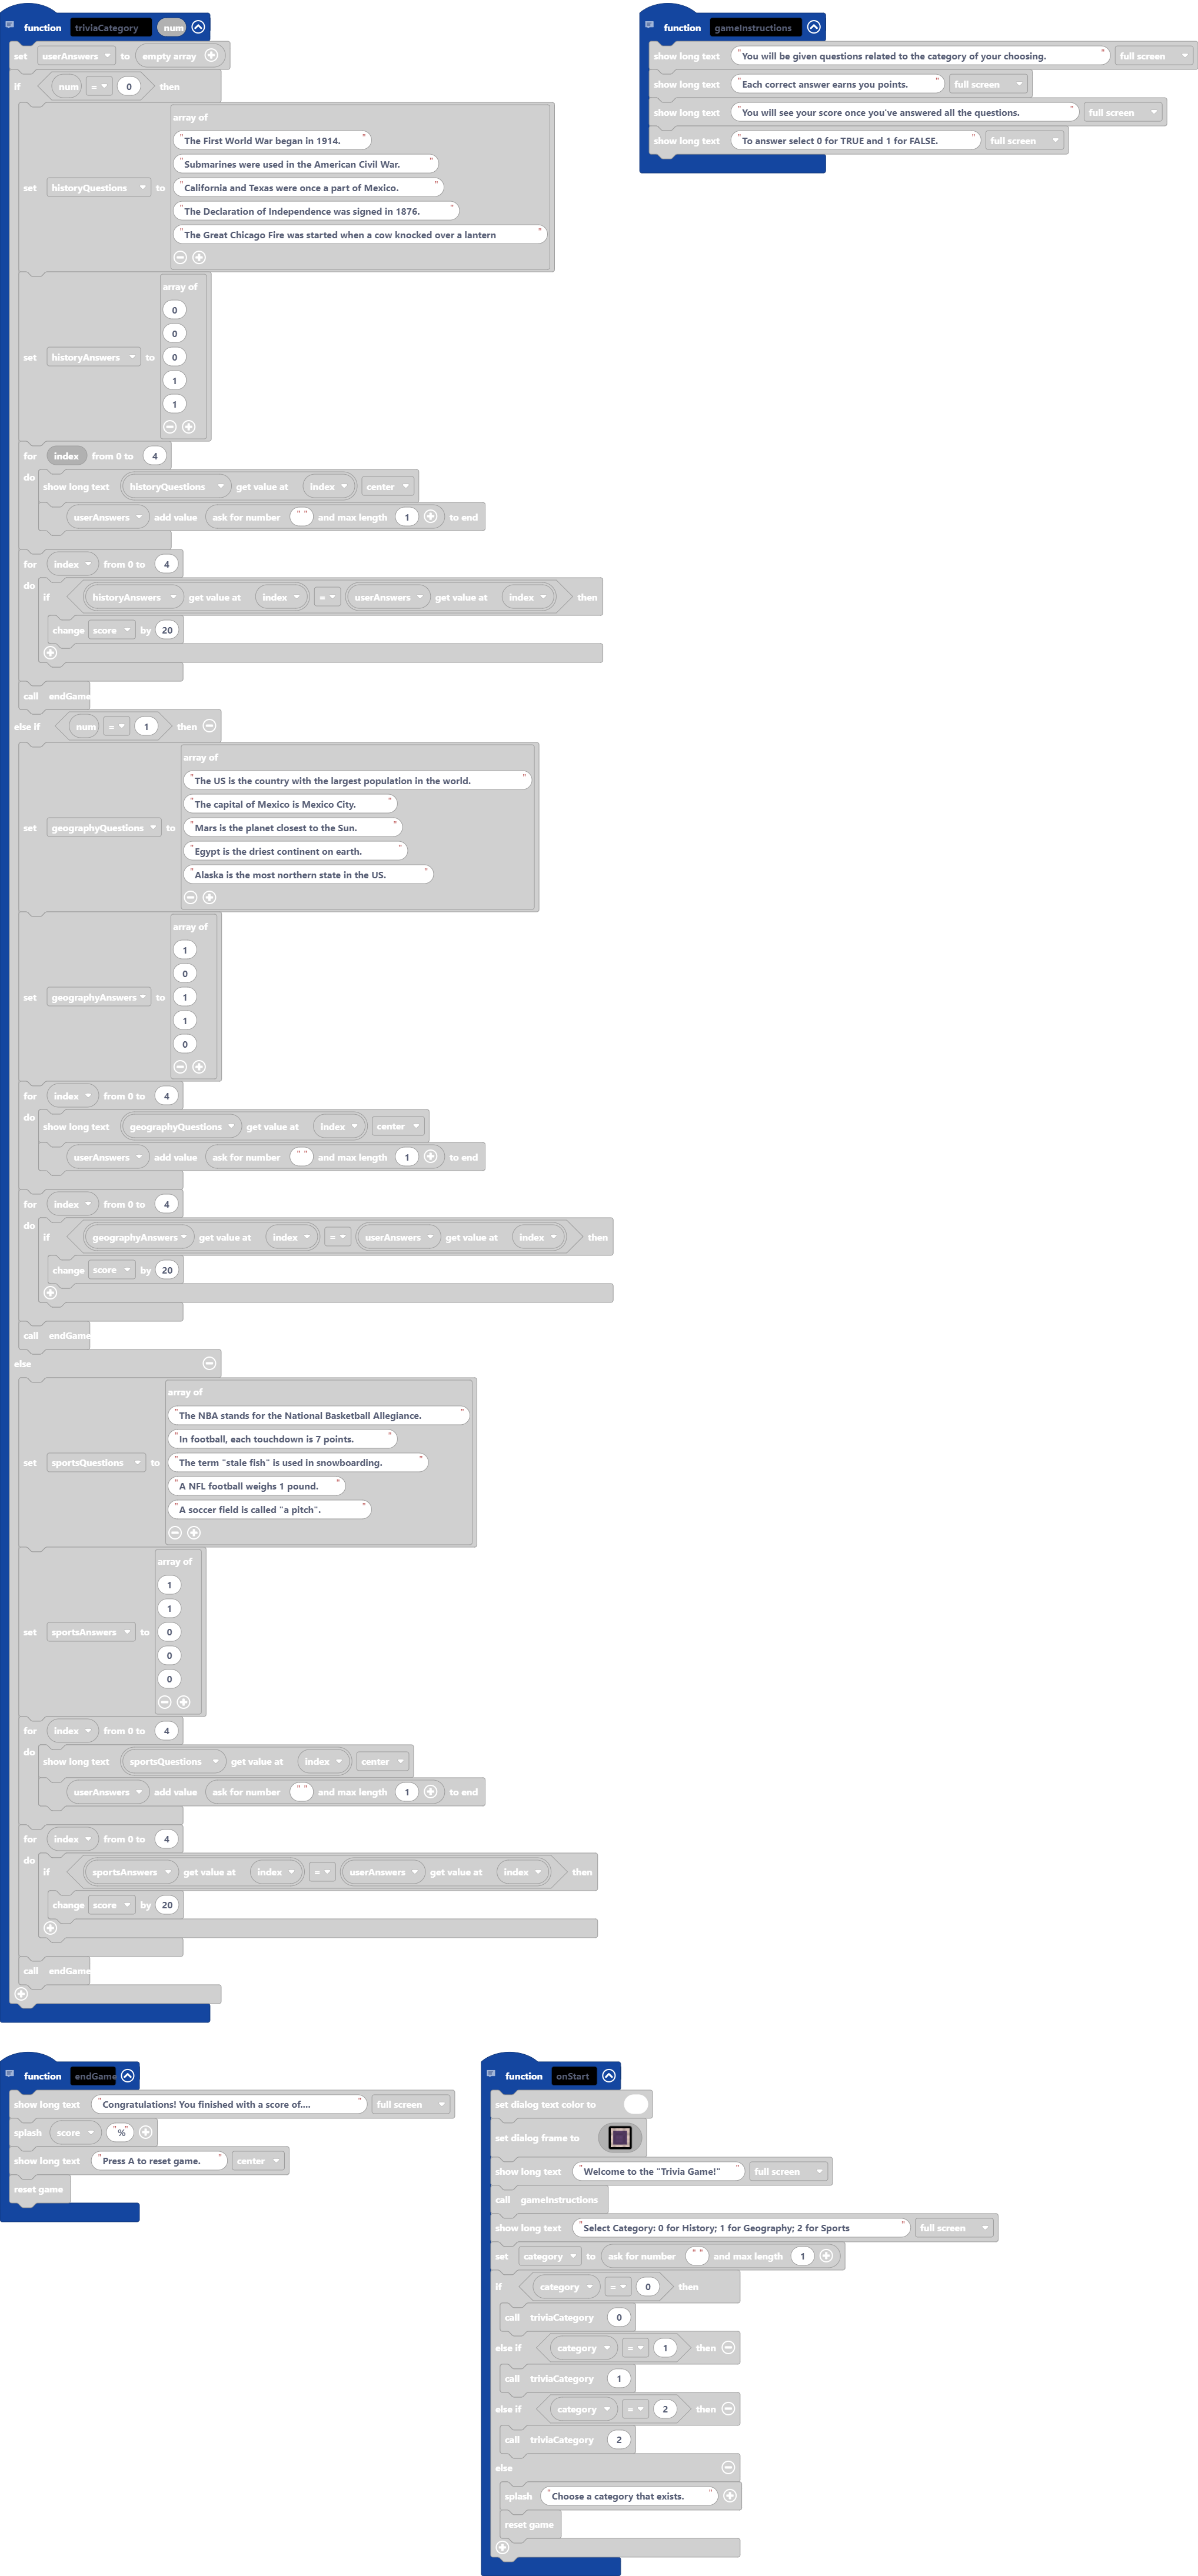 function triviaCategory num
set userAnswers to empty array
if num = 0 then
array of
"The First World War began in 1914."
"Submarines were used in the American Civil War."
"California and Texas were once a part of Mexico."
set historyQuestions to
"The Declaration of Independence was signed in 1876."
"The Great Chicago Fire was started when a cow knocked over a lantern"
array of
0
0
set historyAnswers to 0
1
1
for index from 0 to 4
do
show long text historyQuestions get value at index center
userAnswers add value ask for number " " and max length 1 to end
for index from 0 to 4
do
if historyAnswers get value at index = userAnswers get value at index then
change score by 20
call endGame
else if num = 1 then
array of
"The US is the country with the largest population in the world."
"The capital of Mexico is Mexico City."
set geographyQuestions to "Mars is the planet closest to the Sun."
"Egypt is the driest continent on earth."
"Alaska is the most northern state in the US."
array of
1
0
set geographyAnswers to 1
1
0
for index from 0 to 4
do
show long text geographyQuestions get value at index center
userAnswers add value ask for number " " and max length 1 to end
for index from 0 to 4
do
if geographyAnswers get value at index = userAnswers get value at index then
change score by 20
call endGame
else
array of
"The NBA stands for the National Basketball Allegiance."
"In football, each touchdown is 7 points."
set sportsQuestions to "The term "stale fish" is used in snowboarding."
"A NFL football weighs 1 pound."
"A soccer field is called "a pitch"."
array of
1
1
set sportsAnswers to 0
0
0
for index from 0 to 4
do
show long text sportsQuestions get value at index center
userAnswers add value ask for number " " and max length 1 to end
for index from 0 to 4
do
if sportsAnswers get value at index = userAnswers get value at index then
change score by 20
call endGame
function gameInstructions
show long text "You will be given questions related to the category of your choosing." full screen
show long text "Each correct answer earns you points." full screen
show long text "You will see your score once you've answered all the questions." full screen
show long text "To answer select 0 for TRUE and 1 for FALSE." full screen
function endGame
show long text "Congratulations! You finished with a score of...." full screen
splash score "%"
show long text "Press A to reset game." center
reset game
function onStart
set dialog text color to
set dialog frame to
show long text "Welcome to the "Trivia Game!" " full screen
call gameInstructions
show long text "Select Category: 0 for History; 1 for Geography; 2 for Sports" full screen
set category to ask for number " " and max length 1
if category = 0 then
call triviaCategory 0
else if category = 1 then
call triviaCategory 1
else if category = 2 then
call triviaCategory 2
else
splash "Choose a category that exists."
reset game